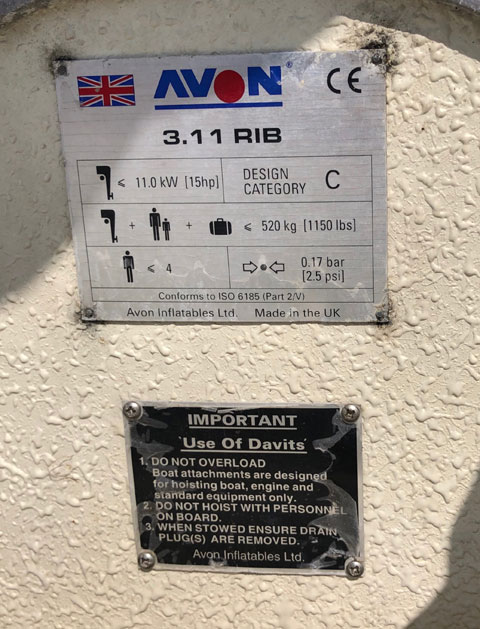 AVON® CE
3.11 RIB
≤ 11.0 kW [15hp] DESIGN CATEGORY C
+ + ≤ 520 kg [1150 lbs]
≤ 4 0.17 bar [2.5 psi]
Conforms to ISO 6185 (Part 2/V)
Avon Inflatables Ltd. Made in the UK
IMPORTANT
Use Of Davits
1. DO NOT OVERLOAD
Boat attachments are designed
for hoisting boat, engine and
standard equipment only.
2. DO NOT HOIST WITH PERSONNEL
ON BOARD.
3. WHEN STOWED ENSURE DRAIN
PLUG(S) ARE REMOVED.
Avon Inflatables Ltd.